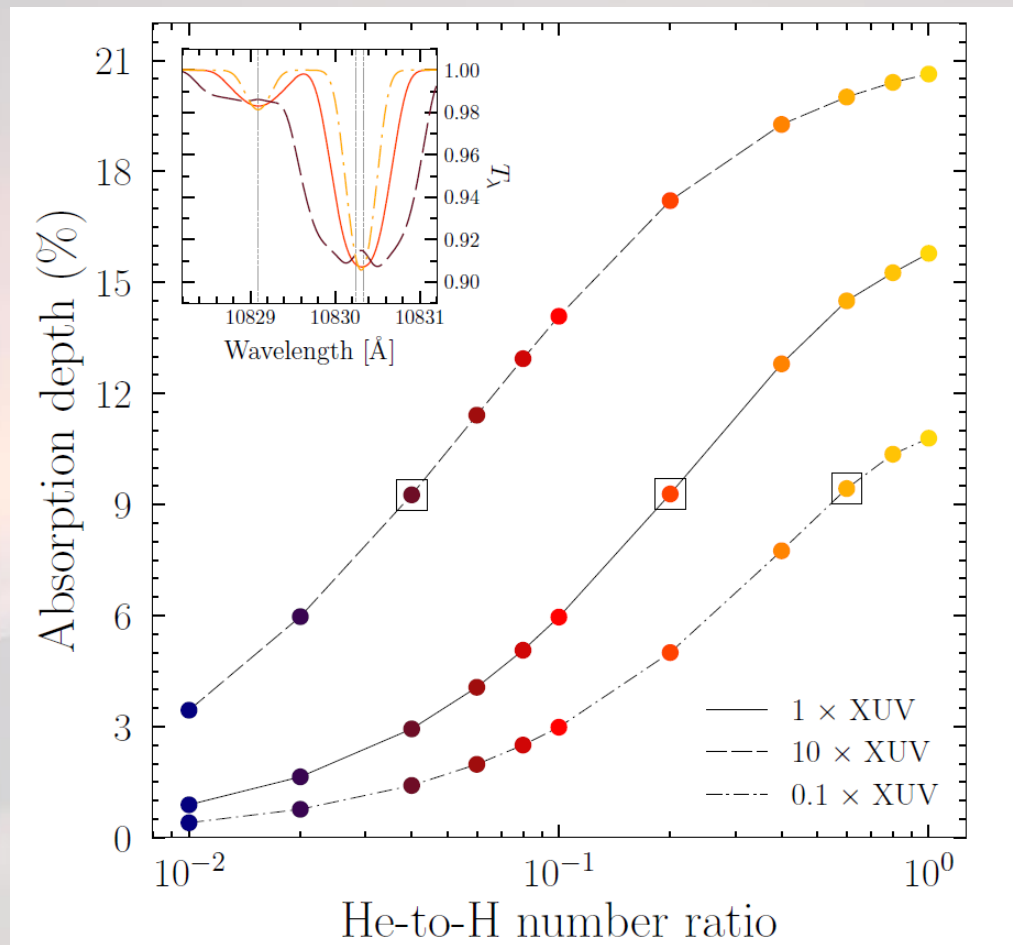 21
18
15
12
9
6
3
0
Absorption depth (%)
10⁻²
10⁻¹
10⁰
He-to-H number ratio
1.00
0.98
0.96
0.94
0.92
0.90
T_λ
10829
10830
10831
Wavelength [Å]
1 × XUV
10 × XUV
0.1 × XUV